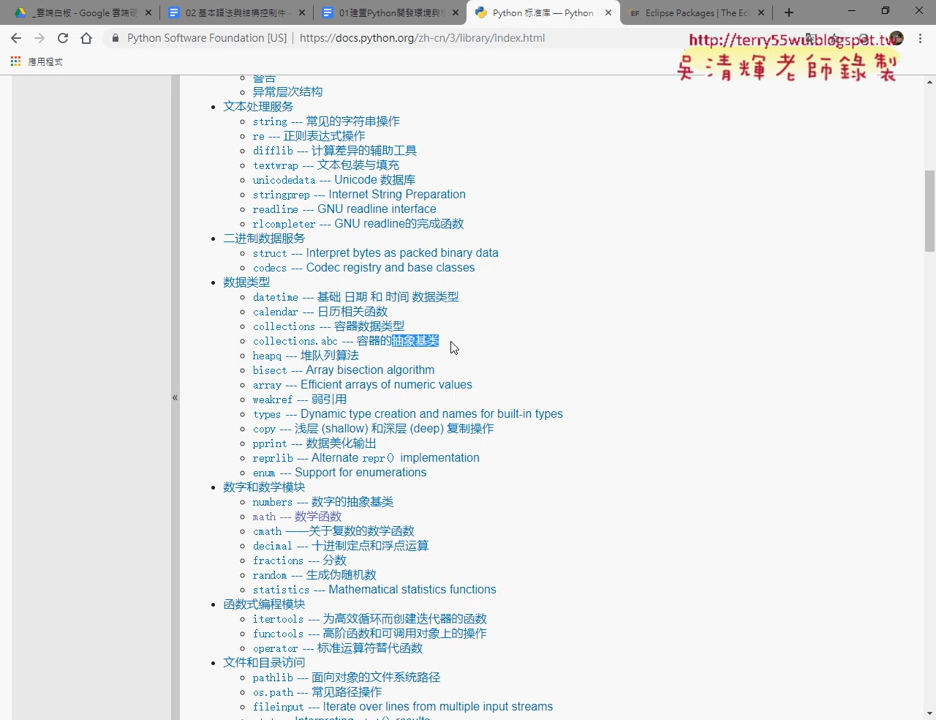 _雲端白板 - Google 雲端硬
02 基本語法與結構控制件 -
01建置Python開發環境與
Python 标准库 — Python
Eclipse Packages | The Ecl
Python Software Foundation [US] | https://docs.python.org/zh-cn/3/library/index.html
http://terry55wu.blogspot.tw
吳清輝老師錄製
應用程式
警告
异常层次结构
文本处理服务
string --- 常见的字符串操作
re --- 正则表达式操作
difflib --- 计算差异的辅助工具
textwrap --- 文本包装与填充
unicodedata --- Unicode 数据库
stringprep --- Internet String Preparation
readline --- GNU readline interface
rlcompleter --- GNU readline的完成函数
二进制数据服务
struct --- Interpret bytes as packed binary data
codecs --- Codec registry and base classes
数据类型
datetime --- 基础 日期 和 时间 数据类型
calendar --- 日历相关函数
collections --- 容器数据类型
collections.abc --- 容器的抽象基类
heapq --- 堆队列算法
bisect --- Array bisection algorithm
array --- Efficient arrays of numeric values
weakref --- 弱引用
types --- Dynamic type creation and names for built-in types
copy --- 浅层 (shallow) 和深层 (deep) 复制操作
pprint --- 数据美化输出
reprlib --- Alternate repr() implementation
enum --- Support for enumerations
数字和数学模块
numbers --- 数字的抽象基类
math --- 数学函数
cmath ——关于复数的数学函数
decimal --- 十进制定点和浮点运算
fractions --- 分数
random --- 生成伪随机数
statistics --- Mathematical statistics functions
函数式编程模块
itertools --- 为高效循环而创建迭代器的函数
functools --- 高阶函数和可调用对象上的操作
operator --- 标准运算符替代函数
文件和目录访问
pathlib --- 面向对象的文件系统路径
os.path --- 常见路径操作
fileinput --- Iterate over lines from multiple input streams